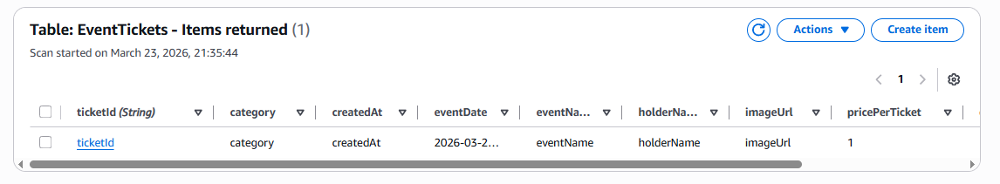 Table: EventTickets - Items returned (1)
Actions
Create item
Scan started on March 23, 2026, 21:35:44
1
ticketId (String) category createdAt eventDate eventNa... holderNa... imageUrl pricePerTicket
ticketId category createdAt 2026-03-2... eventName holderName imageUrl 1